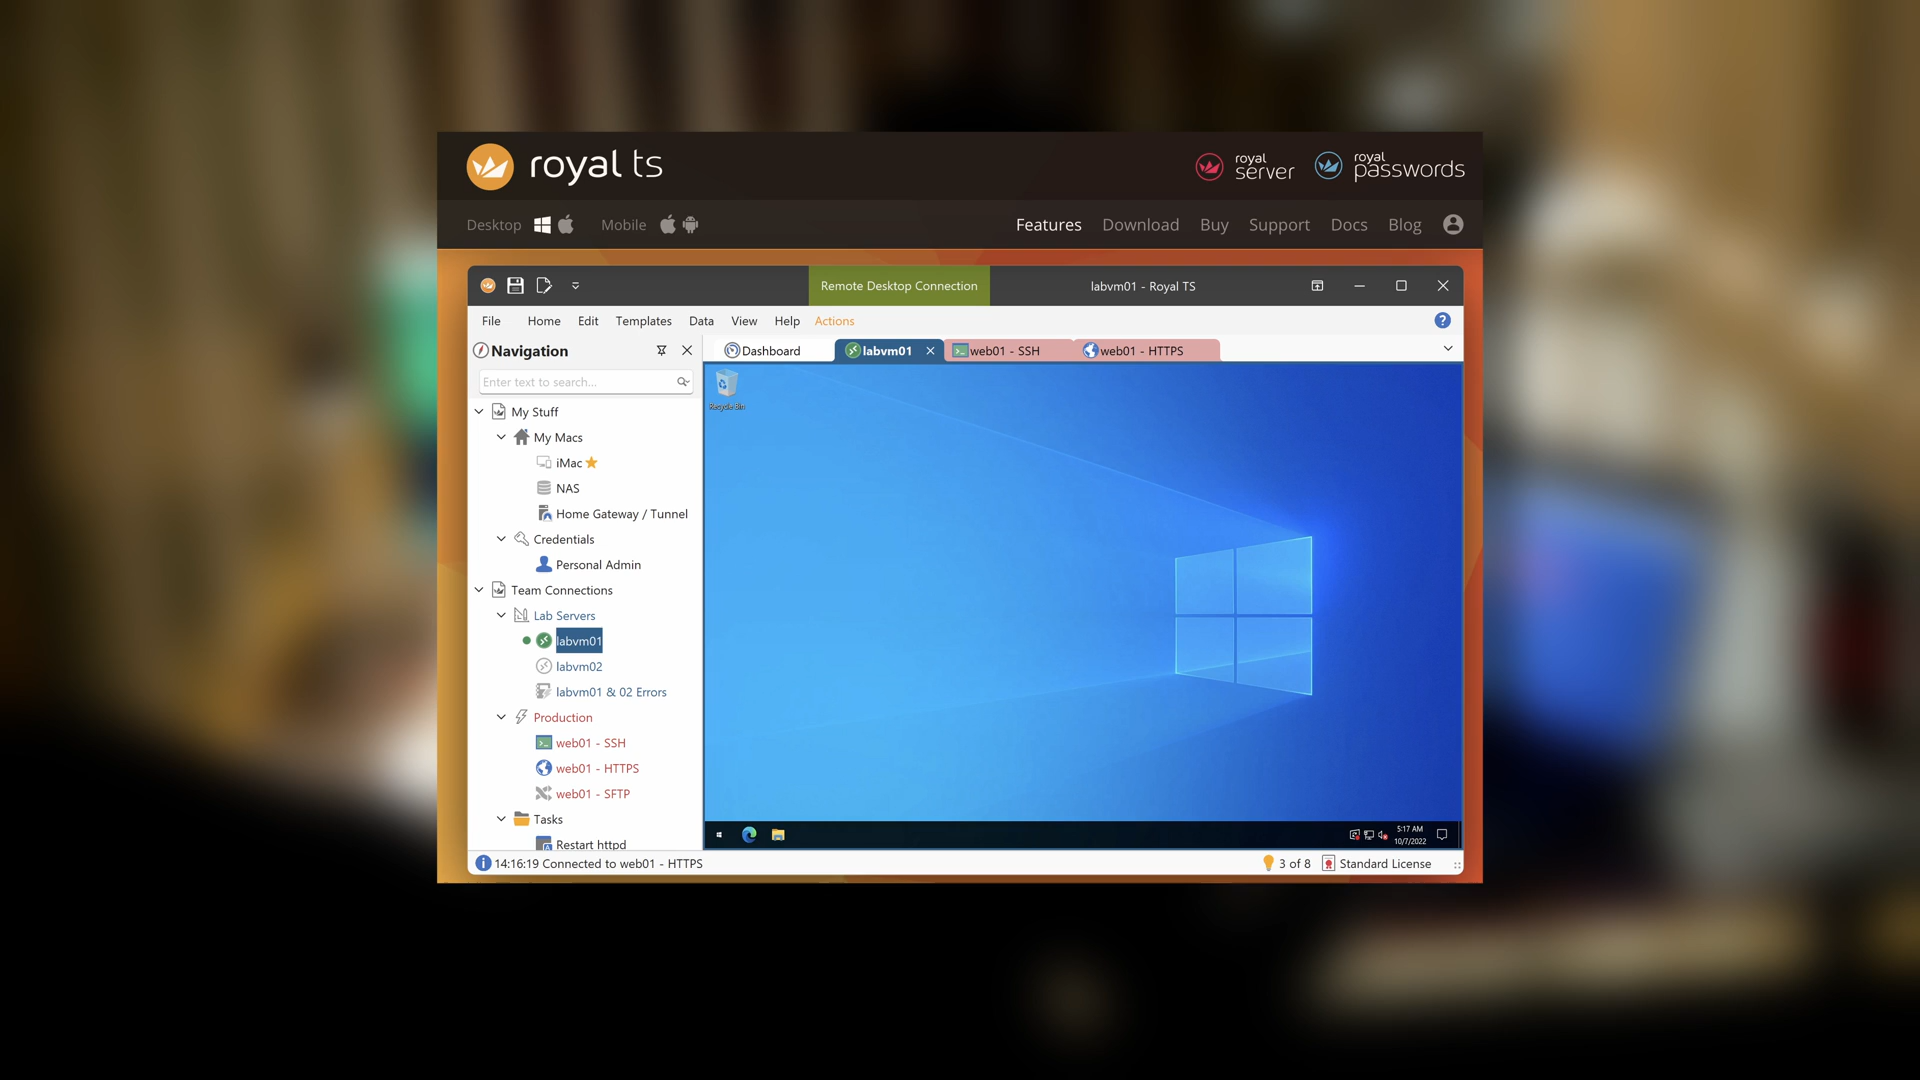 royal ts
royal server
royal passwords
Desktop
Mobile
Features
Download
Buy
Support
Docs
Blog
Remote Desktop Connection
labvm01 - Royal TS
File
Home
Edit
Templates
Data
View
Help
Actions
?
Navigation
Dashboard
labvm01
web01 - SSH
web01 - HTTPS
Enter text to search...
Recycle Bin
My Stuff
My Macs
iMac
NAS
Home Gateway / Tunnel
Credentials
Personal Admin
Team Connections
Lab Servers
labvm01
labvm02
labvm01 & 02 Errors
Production
web01 - SSH
web01 - HTTPS
web01 - SFTP
Tasks
Restart httpd
5:17 AM
10/7/2022
14:16:19 Connected to web01 - HTTPS
3 of 8
Standard License